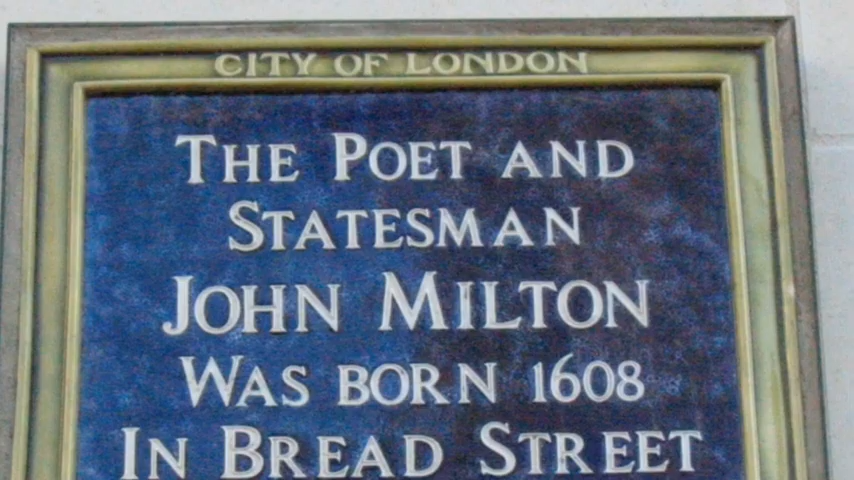 CITY OF LONDON
THE POET AND
STATESMAN
JOHN MILTON
WAS BORN 1608
IN BREAD STREET